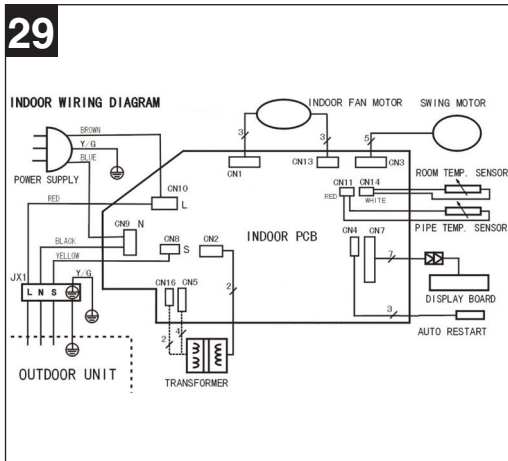 29
INDOOR WIRING DIAGRAM
INDOOR FAN MOTOR
SWING MOTOR
BROWN
Y/G
BLUE
POWER SUPPLY
3
3
5
CN1
CN13
CN3
ROOM TEMP. SENSOR
CN10
L
CN11
CN14
RED
WHITE
RED
PIPE TEMP. SENSOR
CN9
N
CN8
S
CN2
INDOOR PCB
CN4
CN7
BLACK
YELLOW
7
JX1
Y/G
L N S
CN16
CN5
2
DISPLAY BOARD
3
AUTO RESTART
2
4
OUTDOOR UNIT
TRANSFORMER